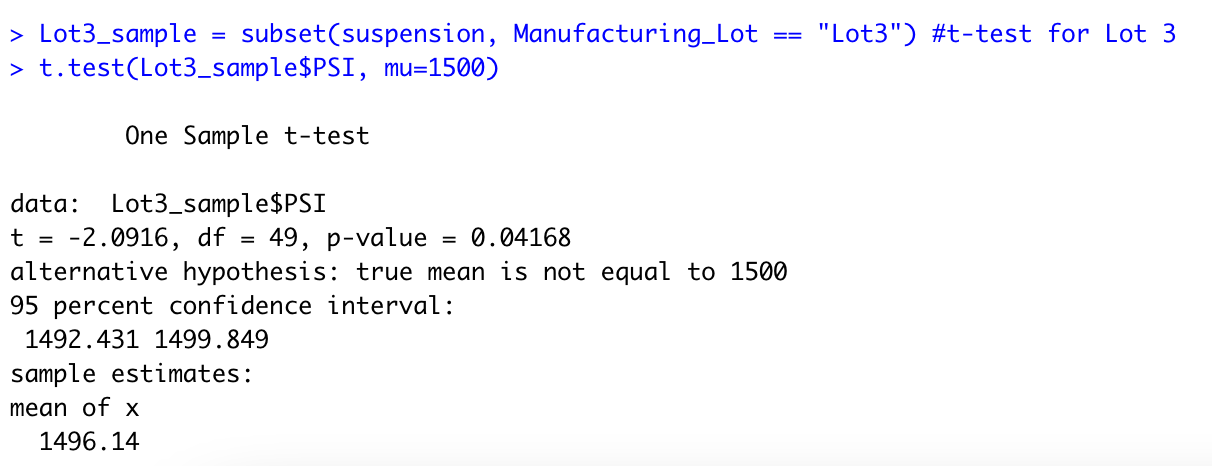 > Lot3_sample = subset(suspension, Manufacturing_Lot == "Lot3") #t-test for Lot 3
> t.test(Lot3_sample$PSI, mu=1500)
One Sample t-test
data:  Lot3_sample$PSI
t = -2.0916, df = 49, p-value = 0.04168
alternative hypothesis: true mean is not equal to 1500
95 percent confidence interval:
 1492.431 1499.849
sample estimates:
mean of x
  1496.14